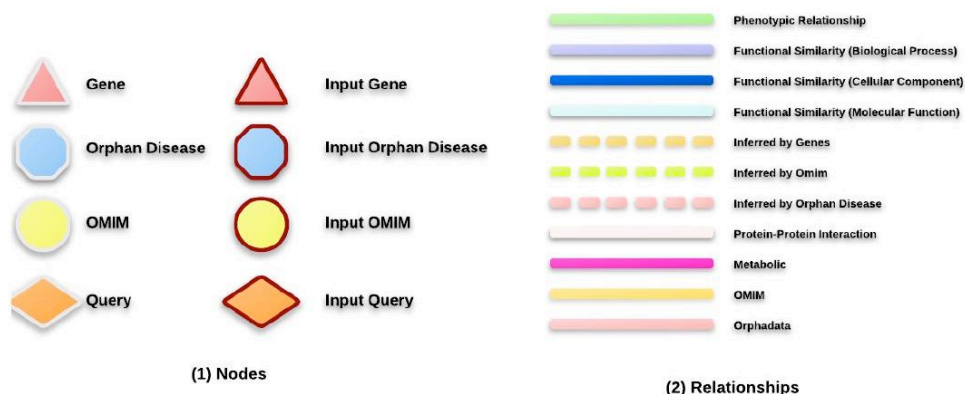 Gene
Input Gene
Orphan Disease
Input Orphan Disease
OMIM
Input OMIM
Query
Input Query
(1) Nodes
Phenotypic Relationship
Functional Similarity (Biological Process)
Functional Similarity (Cellular Component)
Functional Similarity (Molecular Function)
Inferred by Genes
Inferred by Omim
Inferred by Orphan Disease
Protein-Protein Interaction
Metabolic
OMIM
Orphadata
(2) Relationships